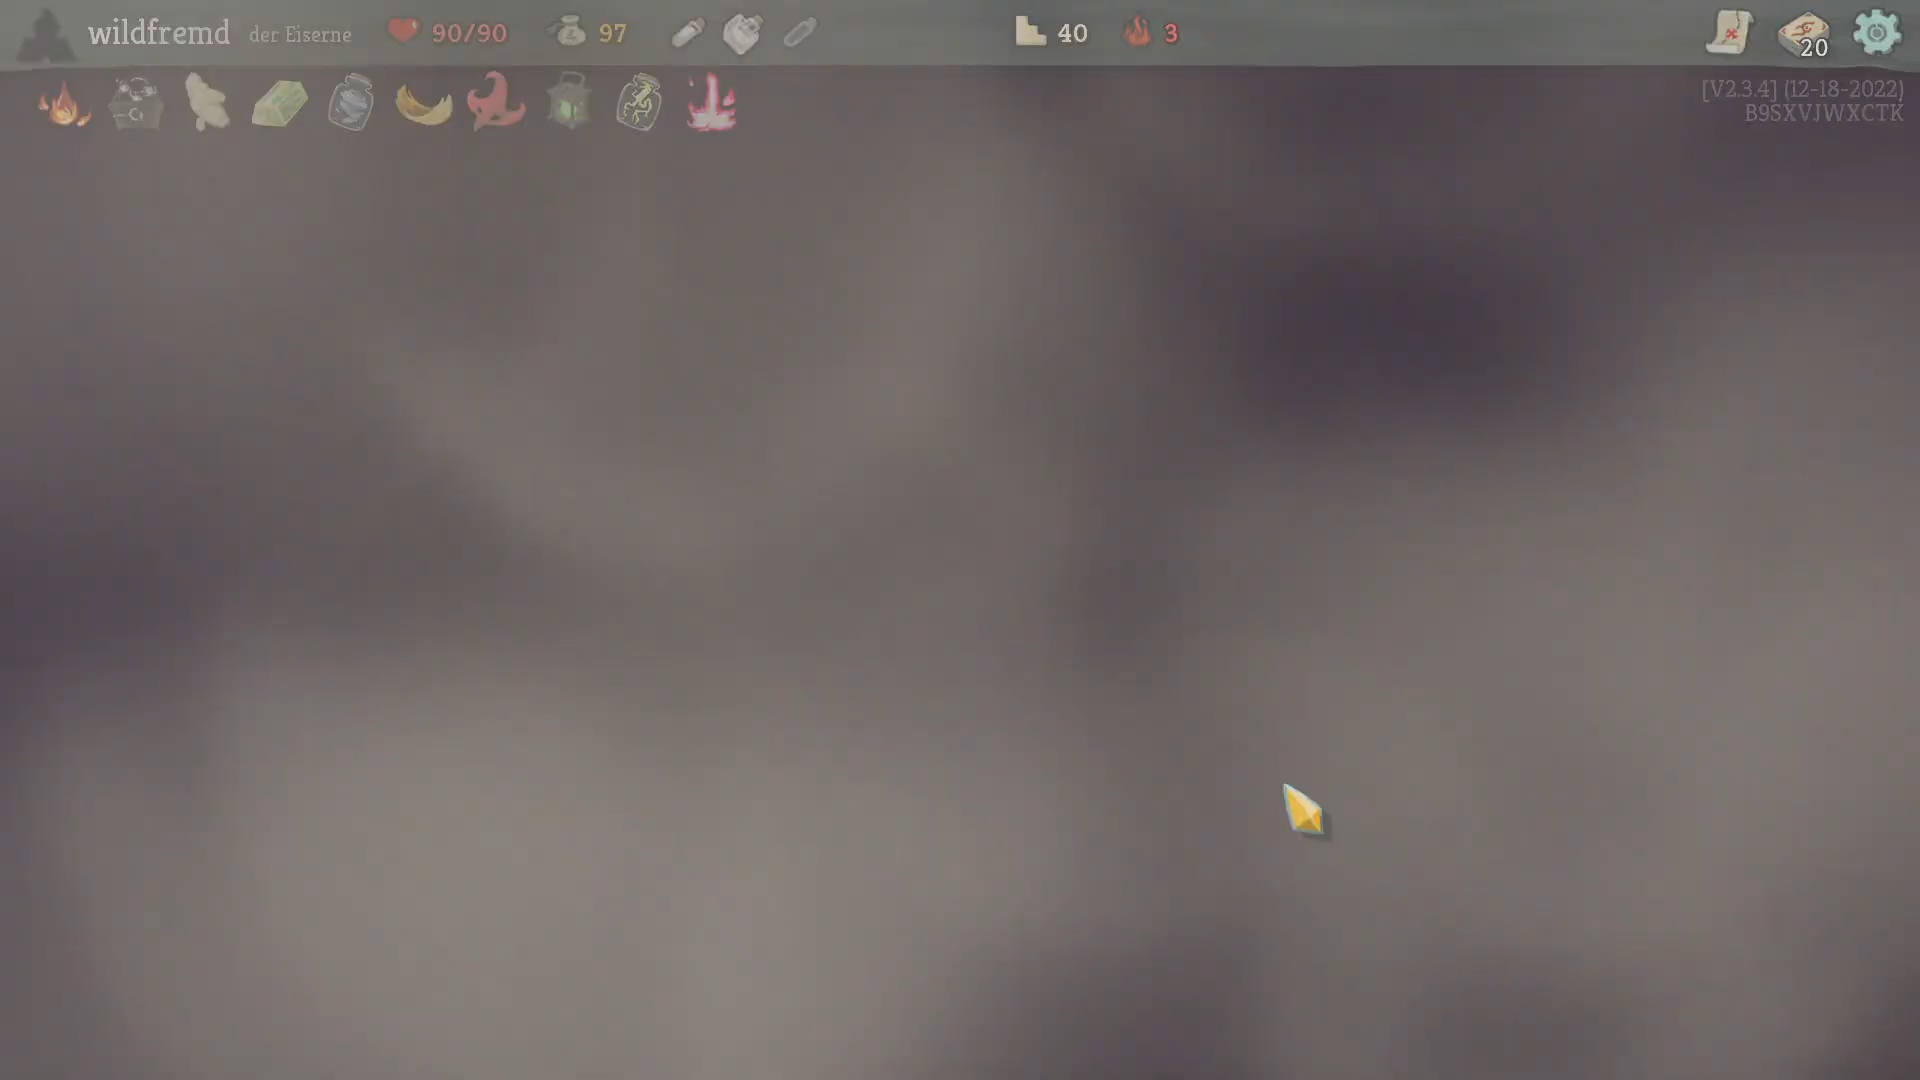 wildfremd der Eiserne 90/90 97 40 3 20
[V2.3.4] (12-18-2022)
B9SXVJWXCTK